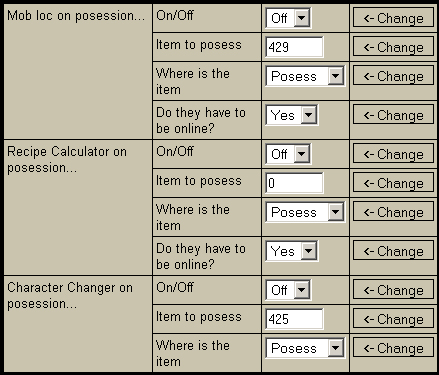 Mob loc on posession...
On/Off
Off
<- Change
Item to posess
429
<- Change
Where is the item
Posess
<- Change
Do they have to be online?
Yes
<- Change
Recipe Calculator on posession...
On/Off
Off
<- Change
Item to posess
0
<- Change
Where is the item
Posess
<- Change
Do they have to be online?
Yes
<- Change
Character Changer on posession...
On/Off
Off
<- Change
Item to posess
425
<- Change
Where is the item
Posess
<- Change